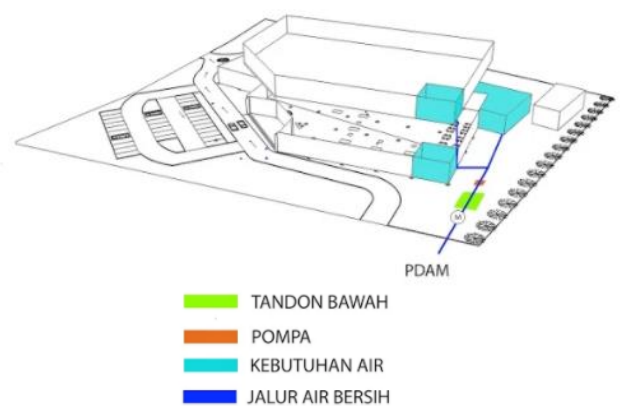 M
PDAM
TANDON BAWAH
POMPA
KEBUTUHAN AIR
JALUR AIR BERSIH